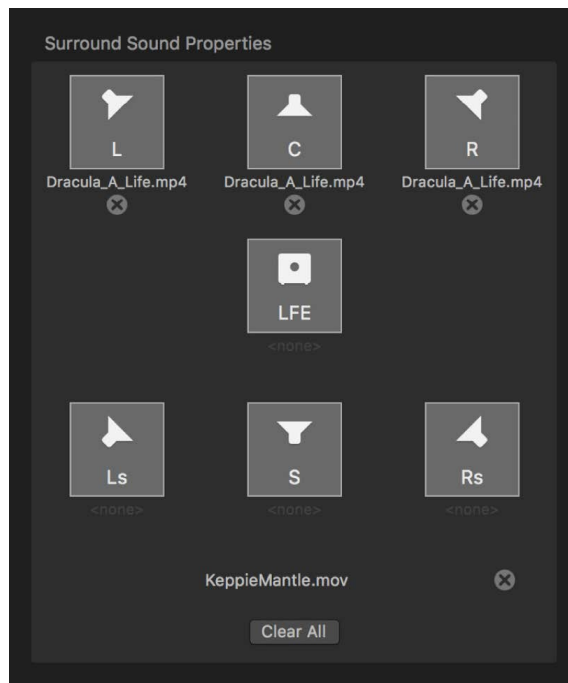 Surround Sound Properties
L C R
Dracula_A_Life.mp4 Dracula_A_Life.mp4 Dracula_A_Life.mp4
LFE
<none>
Ls S Rs
<none> <none> <none>
KeppieMantle.mov
Clear All